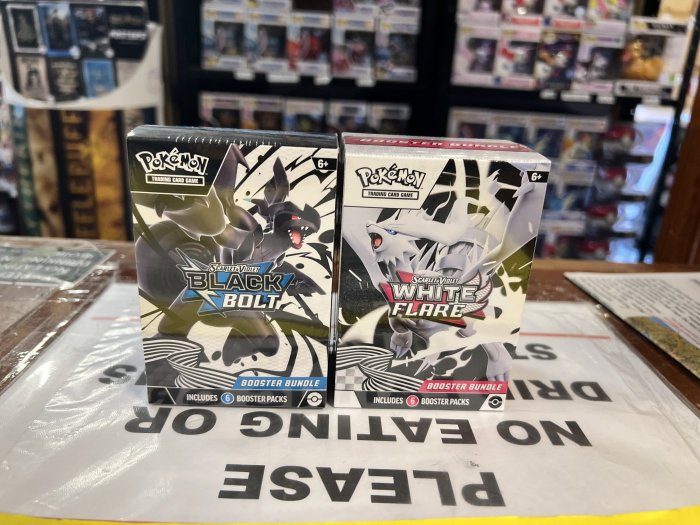 Pokémon
TRADING CARD GAME
6+
SCARLET & VIOLET
BLACK
BOLT
BOOSTER BUNDLE
INCLUDES 6 BOOSTER PACKS
BOOSTER BUNDLE
Pokémon
TRADING CARD GAME
6+
SCARLET & VIOLET
WHITE
FLARE
BOOSTER BUNDLE
INCLUDES 6 BOOSTER PACKS
PLEASE
NO EATING OR